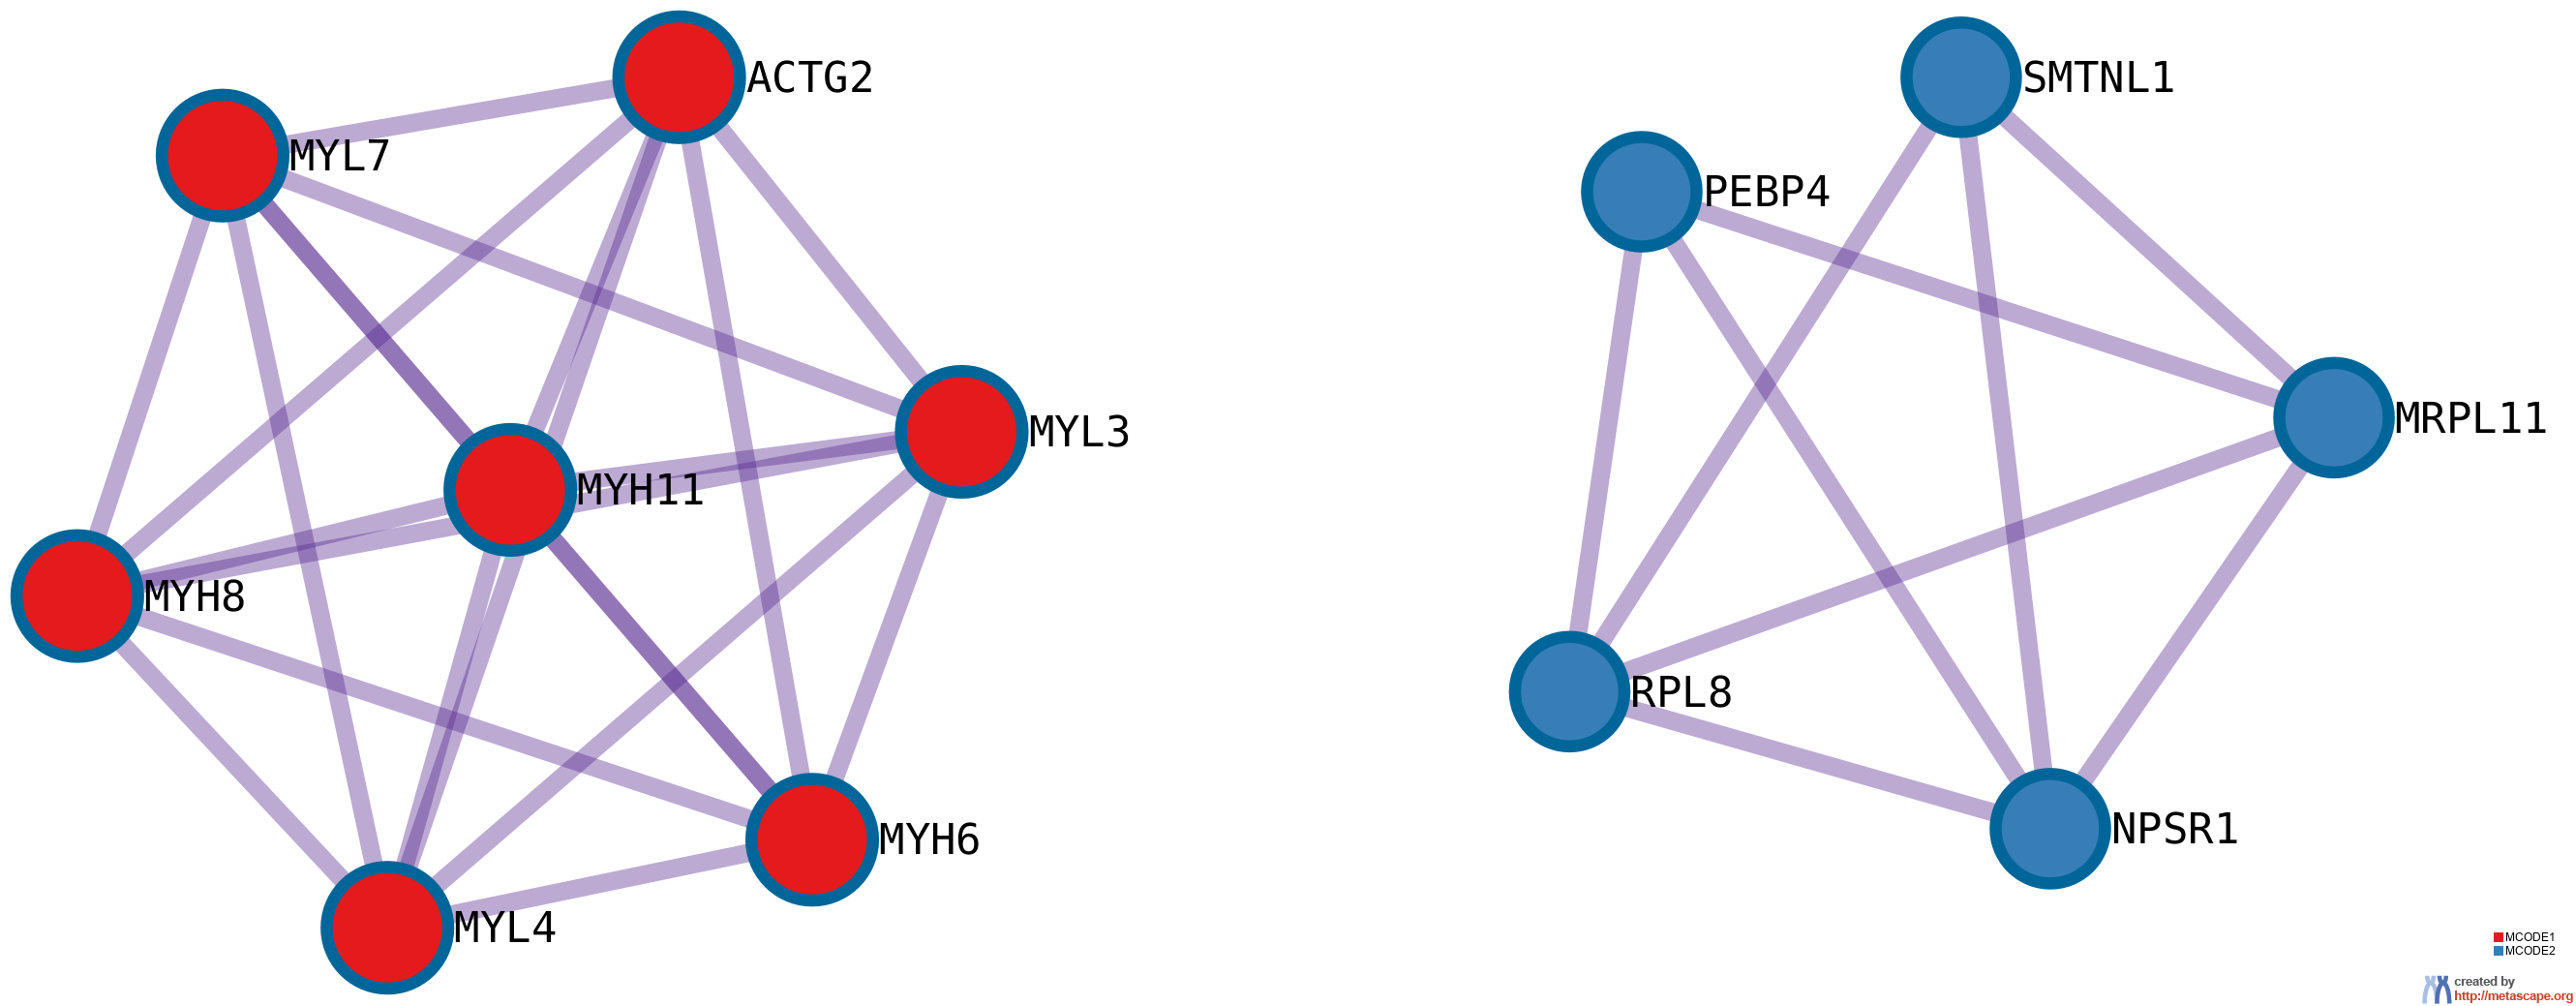 ACTG2
MYL7
MYL3
MYH11
MYH8
MYH6
MYL4
SMTNL1
PEBP4
MRPL11
RPL8
NPSR1
MCODE1
MCODE2
created by
http://metascape.org